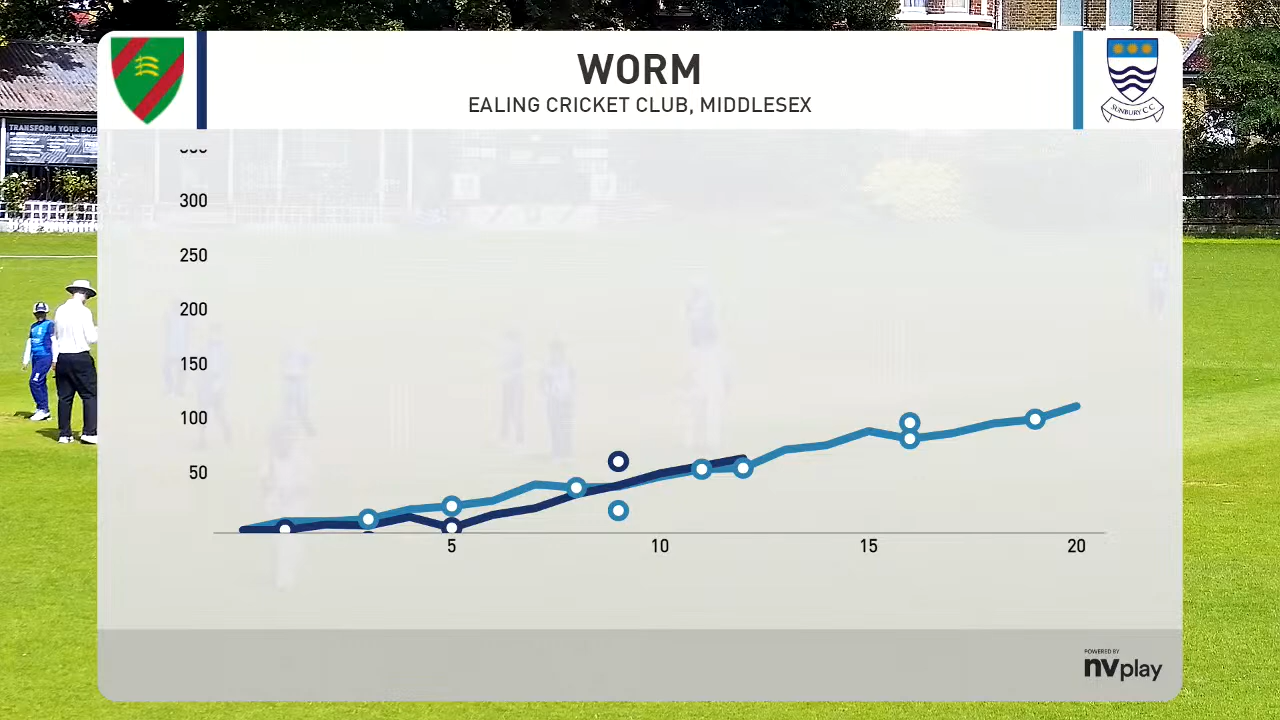 WORM
EALING CRICKET CLUB, MIDDLESEX
SUNBURY C.C.
TRANSFORM YOUR BOD
300
250
200
150
100
50
5 10 15 20
POWERED BY
nvplay